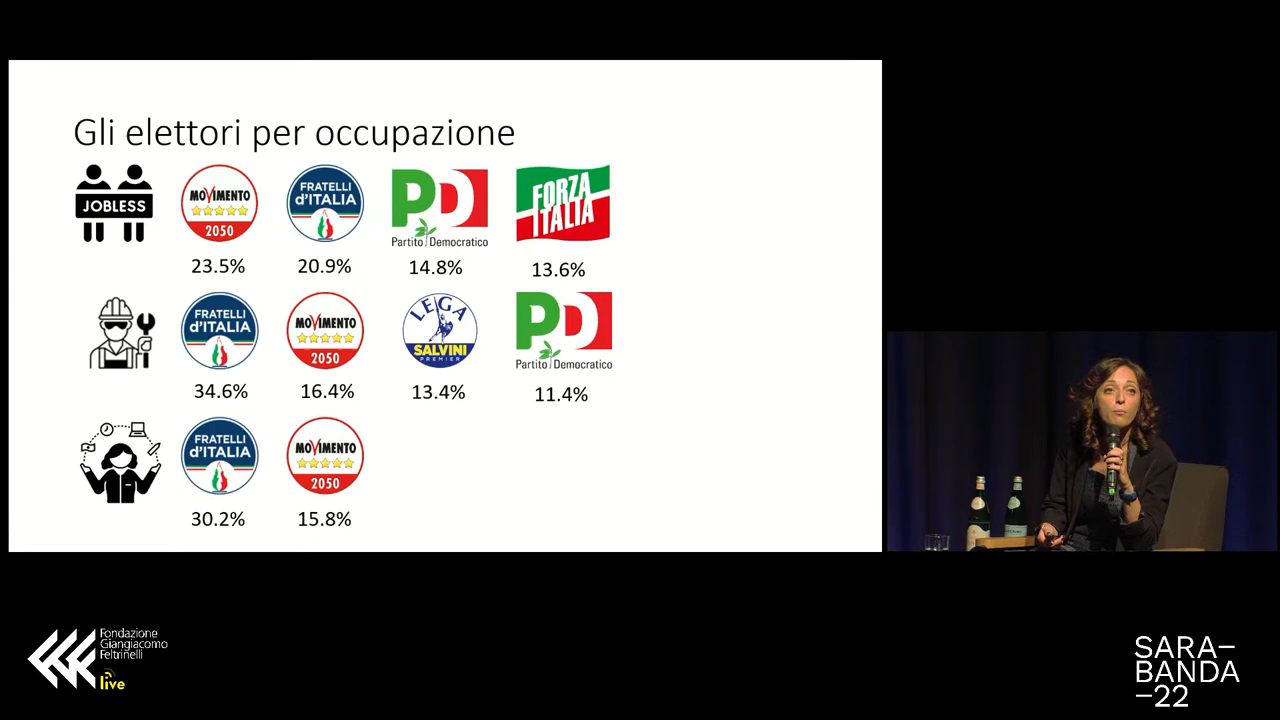 Gli elettori per occupazione
JOBLESS
MOVIMENTO
2050
FRATELLI
d'ITALIA
PD
Partito Democratico
FORZA
ITALIA
23.5%
20.9%
14.8%
13.6%
FRATELLI
d'ITALIA
MOVIMENTO
2050
LEGA
SALVINI
PREMIER
PD
Partito Democratico
34.6%
16.4%
13.4%
11.4%
FRATELLI
d'ITALIA
MOVIMENTO
2050
30.2%
15.8%
Fondazione
Giangiacomo
Feltrinelli
live
SARA–
BANDA
–22